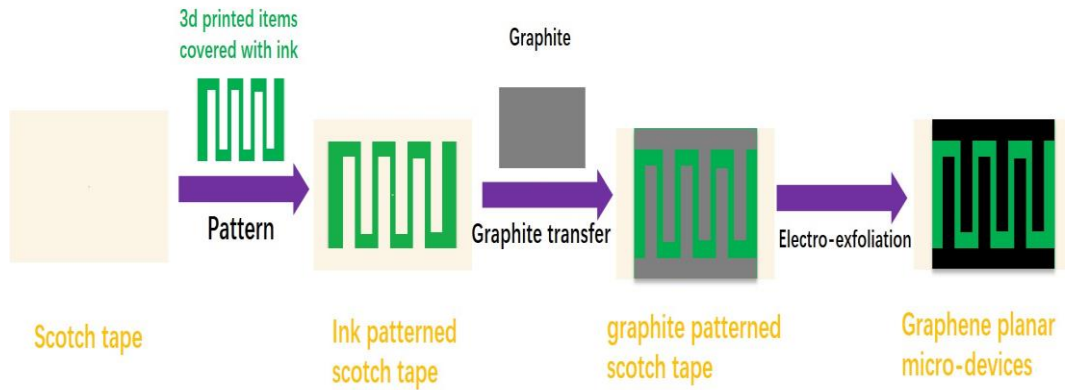 3d printed items
covered with ink
Graphite
Pattern
Graphite transfer
Electro-exfoliation
Scotch tape
Ink patterned
scotch tape
graphite patterned
scotch tape
Graphene planar
micro-devices